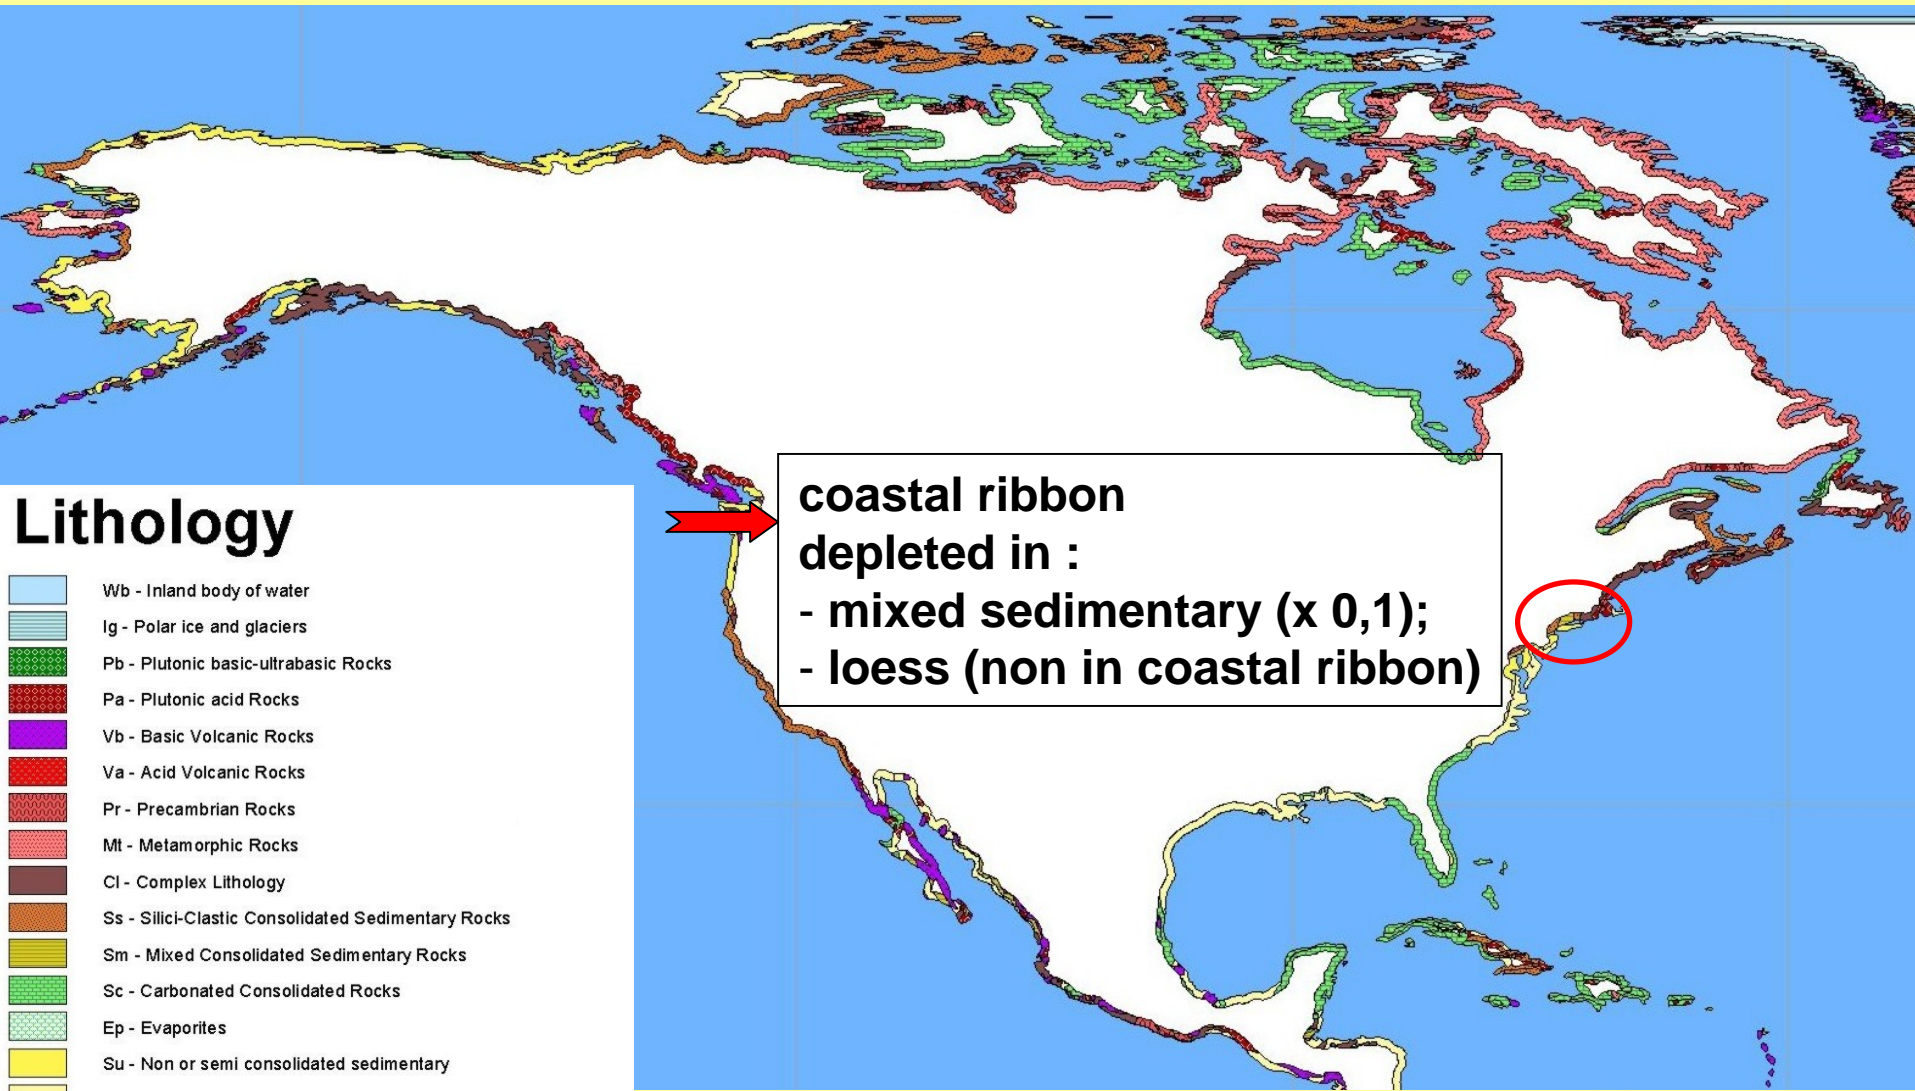 coastal ribbon
depleted in :
- mixed sedimentary (x 0,1);
- loess (non in coastal ribbon)
Lithology
Wb - Inland body of water
Ig - Polar ice and glaciers
Pb - Plutonic basic-ultrabasic Rocks
Pa - Plutonic acid Rocks
Vb - Basic Volcanic Rocks
Va - Acid Volcanic Rocks
Pr - Precambrian Rocks
Mt - Metamorphic Rocks
Cl - Complex Lithology
Ss - Silici-Clastic Consolidated Sedimentary Rocks
Sm - Mixed Consolidated Sedimentary Rocks
Sc - Carbonated Consolidated Rocks
Ep - Evaporites
Su - Non or semi consolidated sedimentary